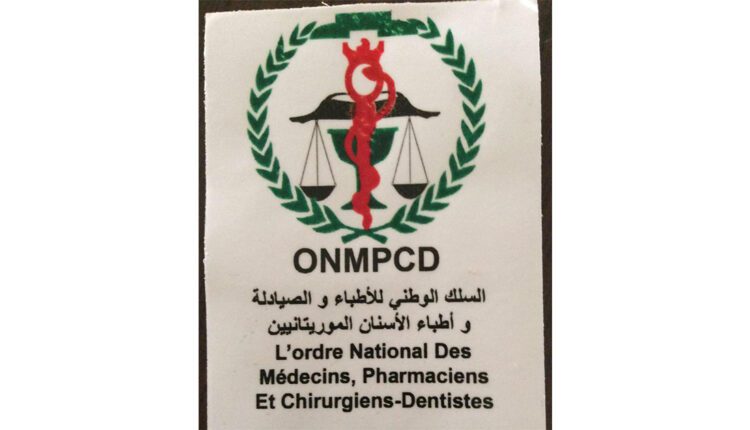 ONMPCD
السلك الوطني للأطباء و الصيادلة
و أطباء الأسنان الموريتانيين
L'ordre National Des
Médecins, Pharmaciens
Et Chirurgiens-Dentistes